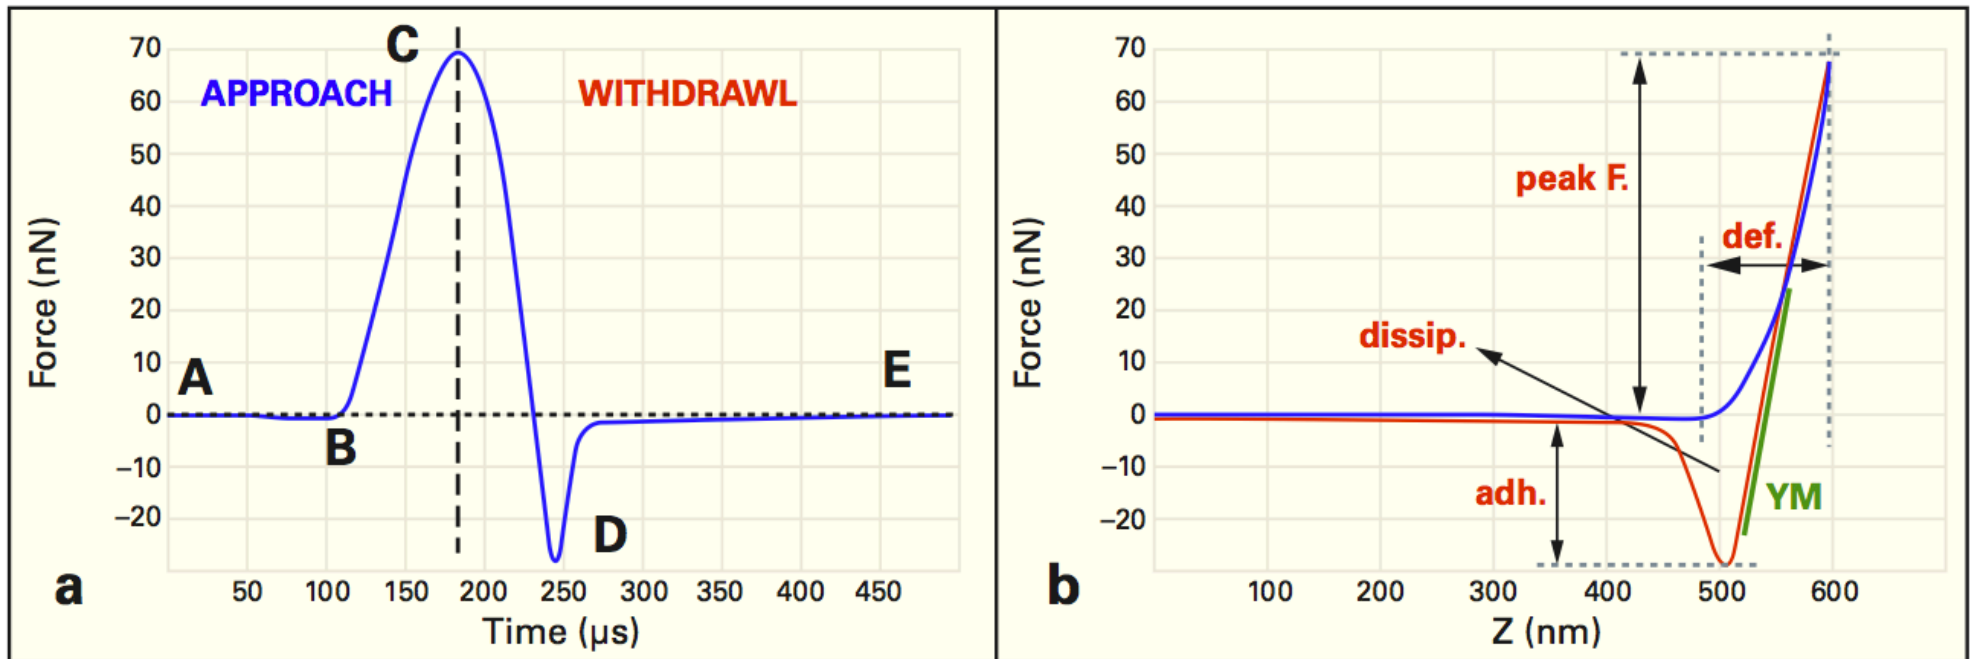 C
APPROACH
WITHDRAWL
A
B
D
E
70
60
50
40
30
20
10
0
−10
−20
Force (nN)
50 100 150 200 250 300 350 400 450
Time (μs)
a
70
60
50
40
30
20
10
0
−10
−20
Force (nN)
peak F.
def.
dissip.
adh.
YM
100 200 300 400 500 600
Z (nm)
b